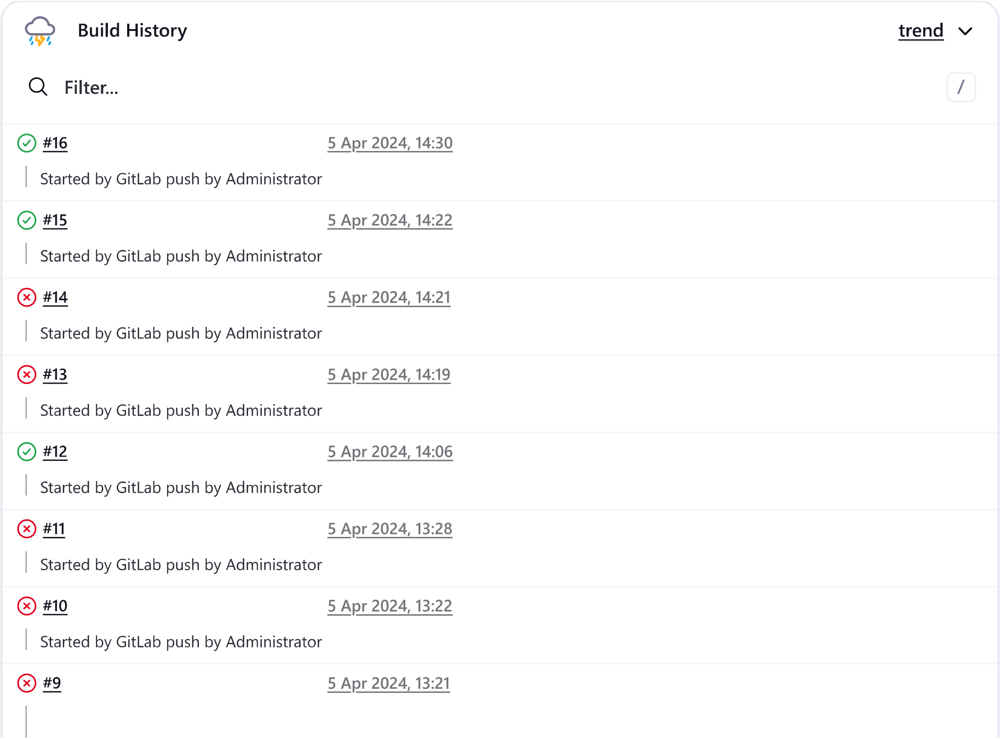 Build History trend
Filter... /
#16 5 Apr 2024, 14:30
Started by GitLab push by Administrator
#15 5 Apr 2024, 14:22
Started by GitLab push by Administrator
#14 5 Apr 2024, 14:21
Started by GitLab push by Administrator
#13 5 Apr 2024, 14:19
Started by GitLab push by Administrator
#12 5 Apr 2024, 14:06
Started by GitLab push by Administrator
#11 5 Apr 2024, 13:28
Started by GitLab push by Administrator
#10 5 Apr 2024, 13:22
Started by GitLab push by Administrator
#9 5 Apr 2024, 13:21